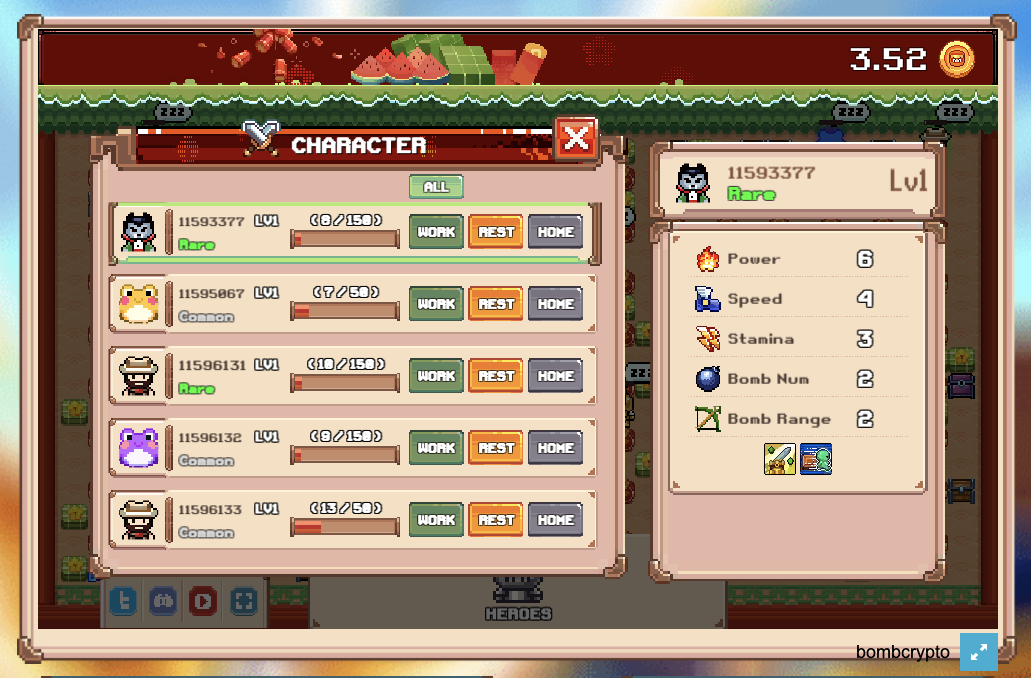 3.52
zzz
zzz
zzz
CHARACTER
ALL
11593377 LV1 (8/150) WORK REST HOME
Rare
11595067 LV1 (7/50) WORK REST HOME
Common
11596131 LV1 (10/150) WORK REST HOME
Rare
11596132 LV1 (8/150) WORK REST HOME
Common
11596133 LV1 (13/50) WORK REST HOME
Common
11593377 Lv1
Rare
Power 6
Speed 4
Stamina 3
Bomb Num 2
Bomb Range 2
zzz
HEROES
bombcrypto